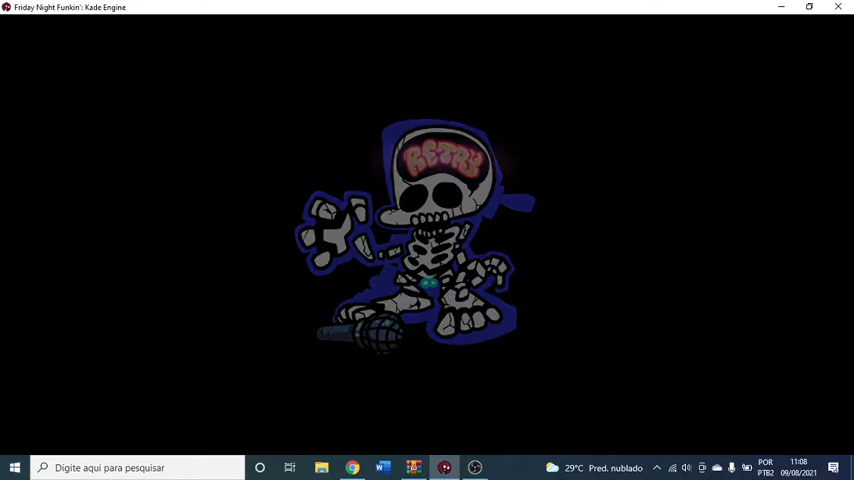 Friday Night Funkin': Kade Engine
RETRY
Digite aqui para pesquisar
29°C Pred. nublado
POR
PTB2
11:08
09/08/2021